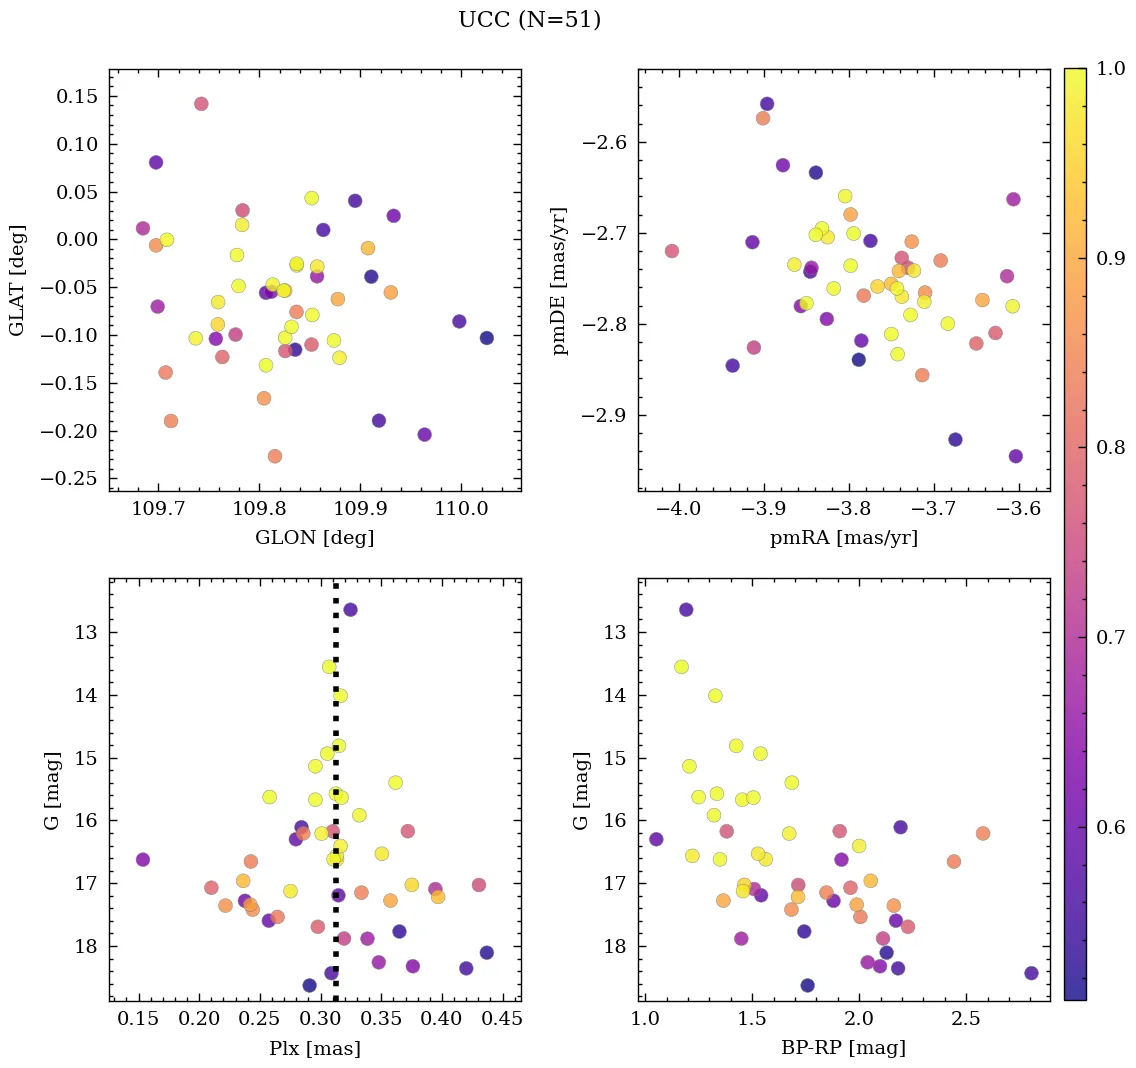 UCC (N=51)
0.15
0.10
0.05
0.00
−0.05
−0.10
−0.15
−0.20
−0.25
GLAT [deg]
109.7 109.8 109.9 110.0
GLON [deg]
−2.6
−2.7
−2.8
−2.9
pmDE [mas/yr]
−4.0 −3.9 −3.8 −3.7 −3.6
pmRA [mas/yr]
1.0
0.9
0.8
0.7
0.6
13
14
15
16
17
18
G [mag]
0.15 0.20 0.25 0.30 0.35 0.40 0.45
Plx [mas]
13
14
15
16
17
18
G [mag]
1.0 1.5 2.0 2.5
BP-RP [mag]